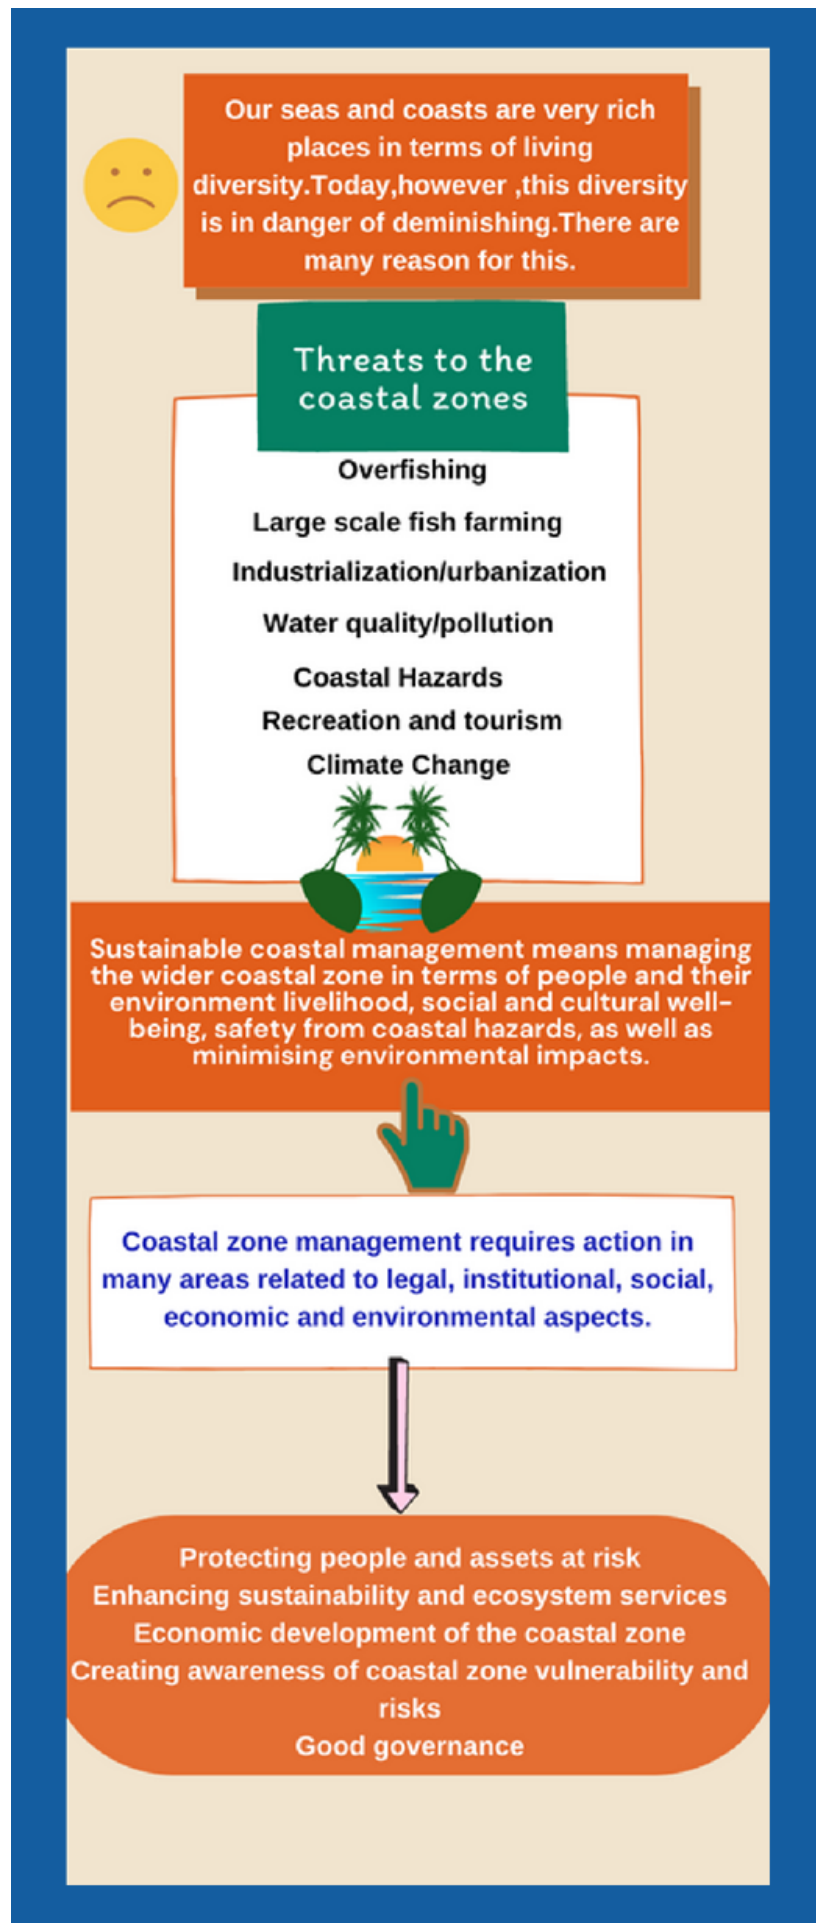 Our seas and coasts are very rich
places in terms of living
diversity.Today,however ,this diversity
is in danger of deminishing.There are
many reason for this.
Threats to the
coastal zones
Overfishing
Large scale fish farming
Industrialization/urbanization
Water quality/pollution
Coastal Hazards
Recreation and tourism
Climate Change
Sustainable coastal management means managing
the wider coastal zone in terms of people and their
environment livelihood, social and cultural well-
being, safety from coastal hazards, as well as
minimising environmental impacts.
Coastal zone management requires action in
many areas related to legal, institutional, social,
economic and environmental aspects.
Protecting people and assets at risk
Enhancing sustainability and ecosystem services
Economic development of the coastal zone
Creating awareness of coastal zone vulnerability and
risks
Good governance